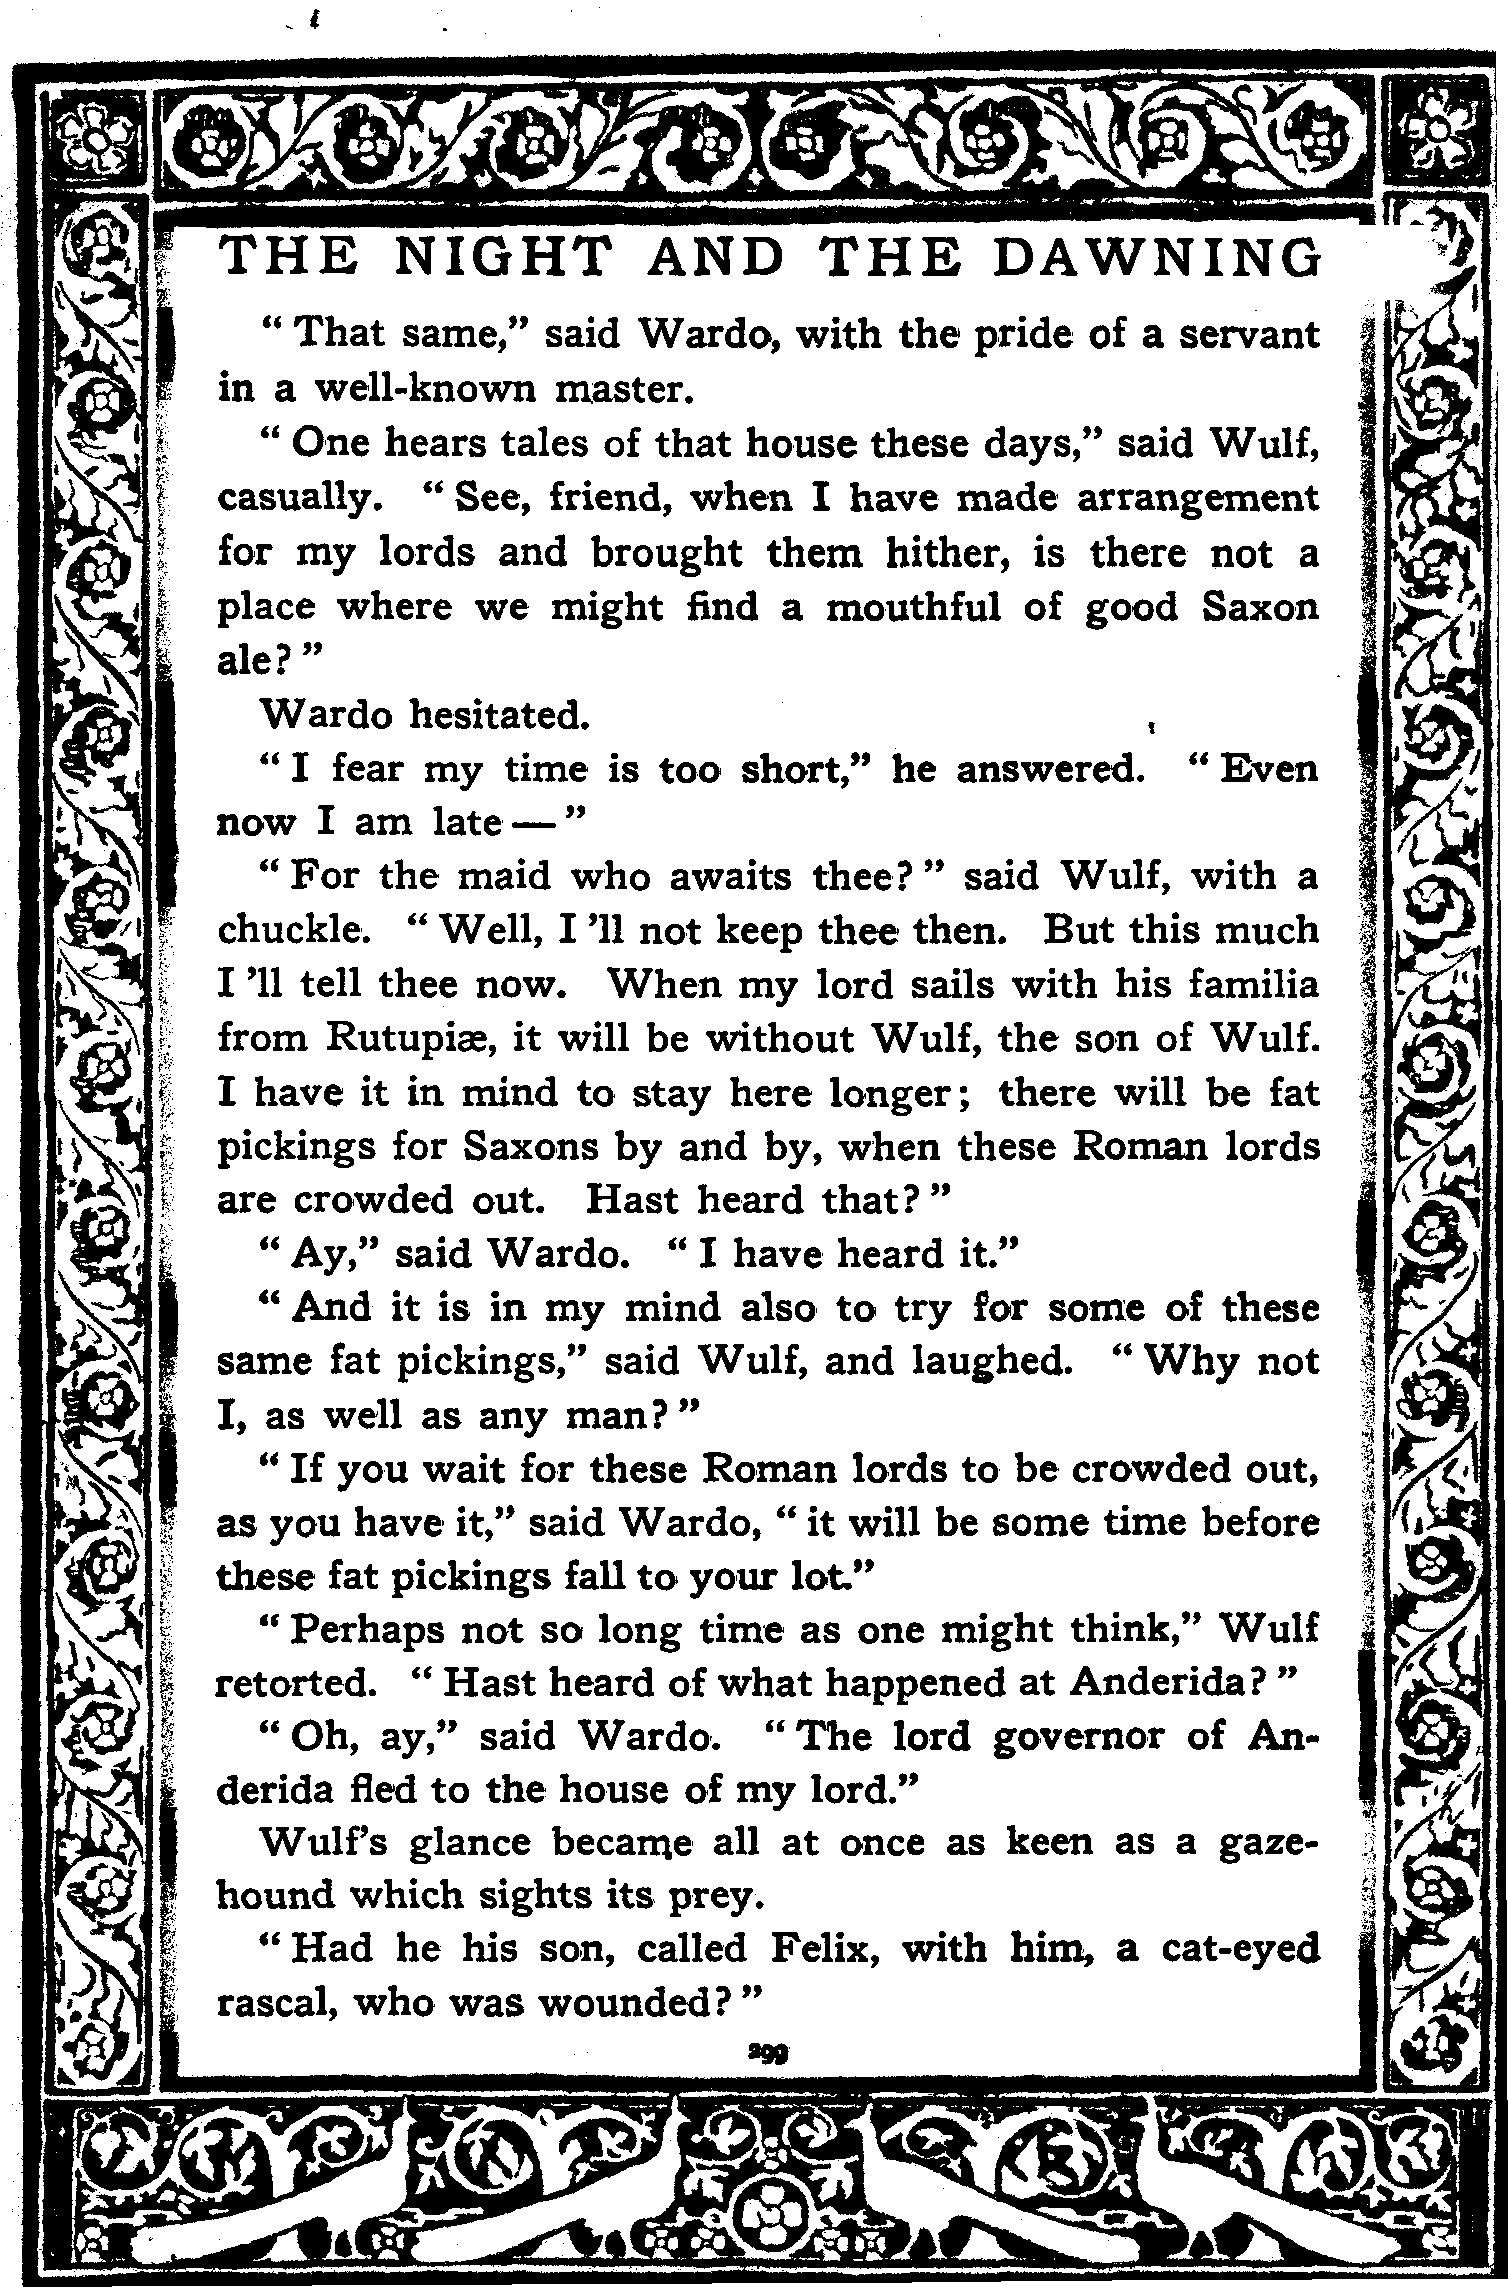 THE NIGHT AND THE DAWNING
“ That same,” said Wardo, with the pride of a servant
in a well-known master.
“ One hears tales of that house these days,” said Wulf,
casually. “ See, friend, when I have made arrangement
for my lords and brought them hither, is there not a
place where we might find a mouthful of good Saxon
ale? ”
Wardo hesitated.
“ I fear my time is too short,” he answered. “ Even
now I am late — ”
“ For the maid who awaits thee? ” said Wulf, with a
chuckle. “ Well, I ’ll not keep thee then. But this much
I ’ll tell thee now. When my lord sails with his familia
from Rutupiæ, it will be without Wulf, the son of Wulf.
I have it in mind to stay here longer; there will be fat
pickings for Saxons by and by, when these Roman lords
are crowded out. Hast heard that? ”
“ Ay,” said Wardo. “ I have heard it.”
“ And it is in my mind also to try for some of these
same fat pickings,” said Wulf, and laughed. “ Why not
I, as well as any man? ”
“ If you wait for these Roman lords to be crowded out,
as you have it,” said Wardo, “ it will be some time before
these fat pickings fall to your lot.”
“ Perhaps not so long time as one might think,” Wulf
retorted. “ Hast heard of what happened at Anderida? ”
“ Oh, ay,” said Wardo. “ The lord governor of An-
derida fled to the house of my lord.”
Wulf’s glance became all at once as keen as a gaze-
hound which sights its prey.
“ Had he his son, called Felix, with him, a cat-eyed
rascal, who was wounded? ”
299